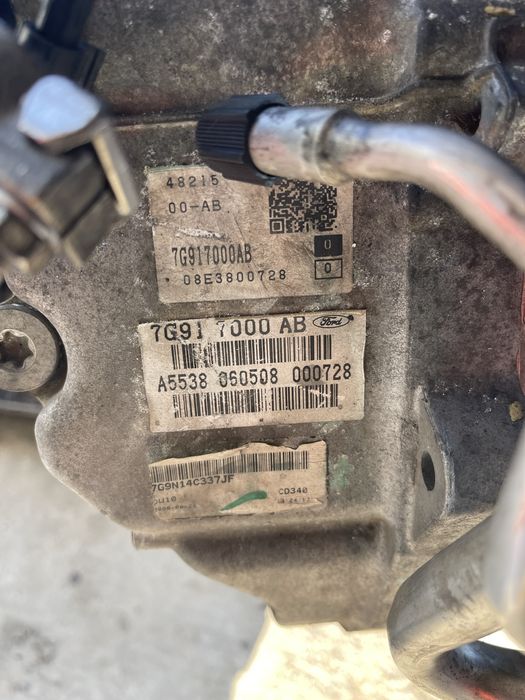 48215
00-AB
7G917000AB
0
08E3800728
0
7G91 7000 AB Ford
A5538 060508 000728
7G9N14C337JF
CD340